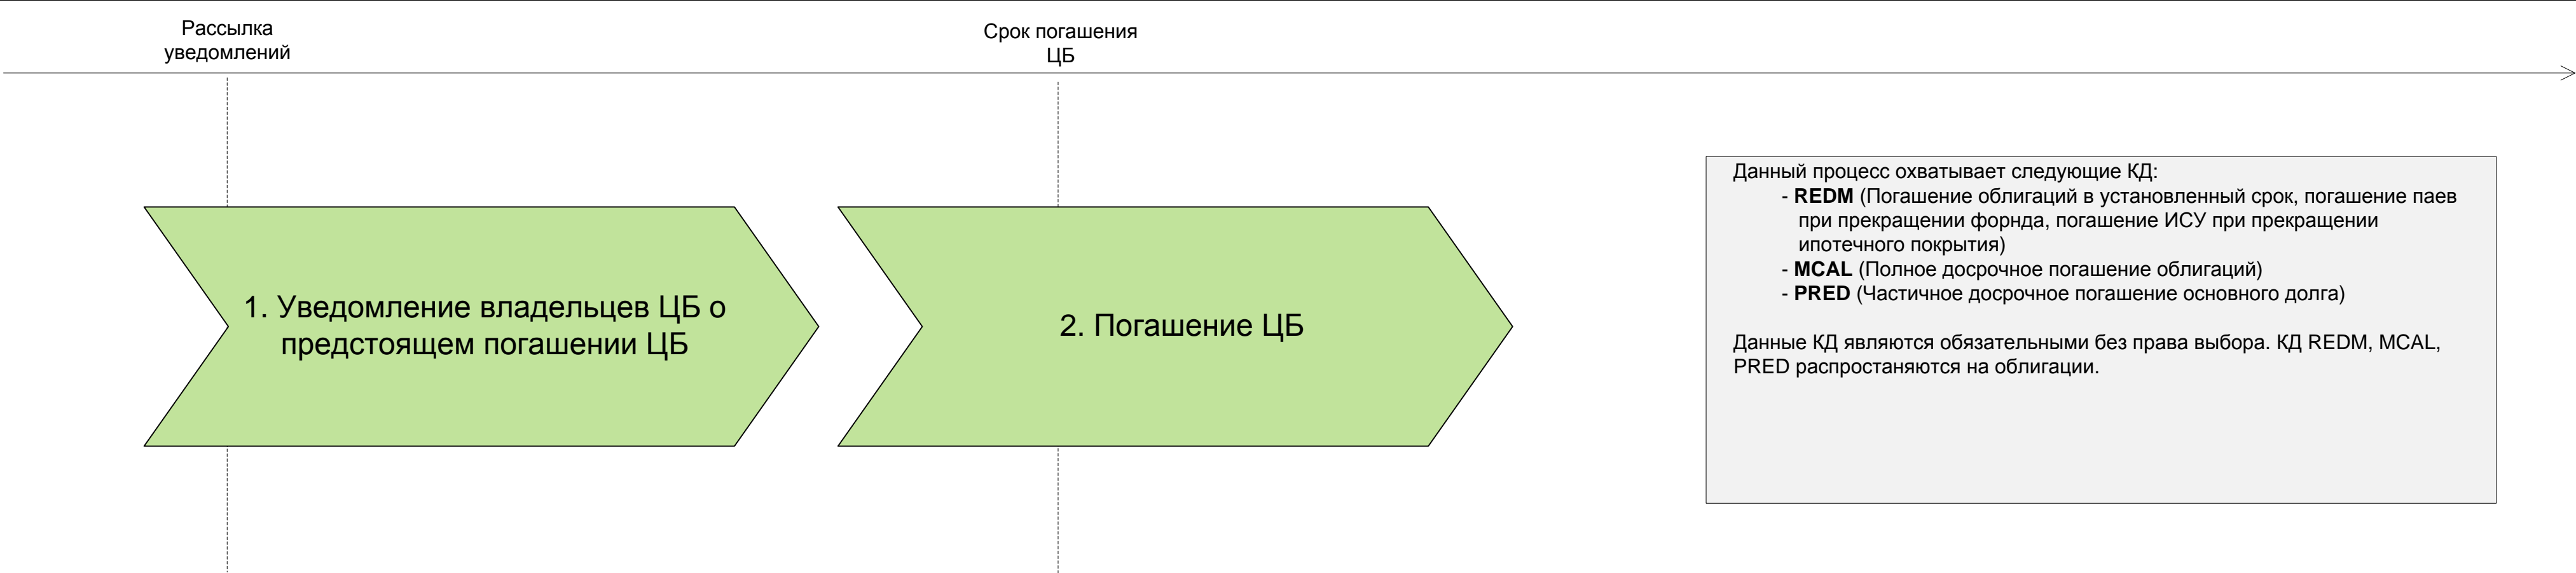 Рассылка
уведомлений
Срок погашения
ЦБ
1. Уведомление владельцев ЦБ о
предстоящем погашении ЦБ
2. Погашение ЦБ
Данный процесс охватывает следующие КД:
- REDM (Погашение облигаций в установленный срок, погашение паев
при прекращении форнда, погашение ИСУ при прекращении
ипотечного покрытия)
- MCAL (Полное досрочное погашение облигаций)
- PRED (Частичное досрочное погашение основного долга)
Данные КД являются обязательными без права выбора. КД REDM, MCAL,
PRED распростаняются на облигации.